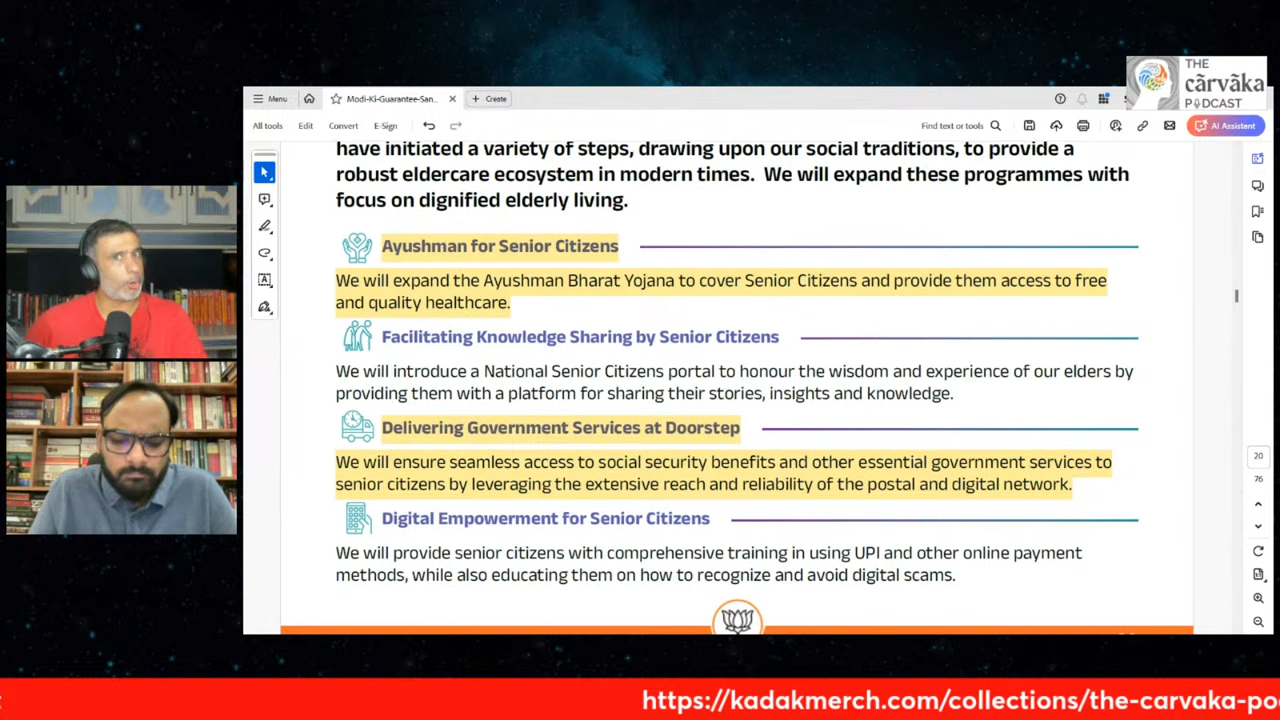 THE
cārvāka
PODCAST
Menu
Modi-Ki-Guarantee-San...
Create
All tools
Edit
Convert
E-Sign
Find text or tools
AI Assistant
have initiated a variety of steps, drawing upon our social traditions, to provide a
robust eldercare ecosystem in modern times. We will expand these programmes with
focus on dignified elderly living.
Ayushman for Senior Citizens
We will expand the Ayushman Bharat Yojana to cover Senior Citizens and provide them access to free
and quality healthcare.
Facilitating Knowledge Sharing by Senior Citizens
We will introduce a National Senior Citizens portal to honour the wisdom and experience of our elders by
providing them with a platform for sharing their stories, insights and knowledge.
Delivering Government Services at Doorstep
We will ensure seamless access to social security benefits and other essential government services to
senior citizens by leveraging the extensive reach and reliability of the postal and digital network.
Digital Empowerment for Senior Citizens
We will provide senior citizens with comprehensive training in using UPI and other online payment
methods, while also educating them on how to recognize and avoid digital scams.
20
76
https://kadakmerch.com/collections/the-carvaka-po